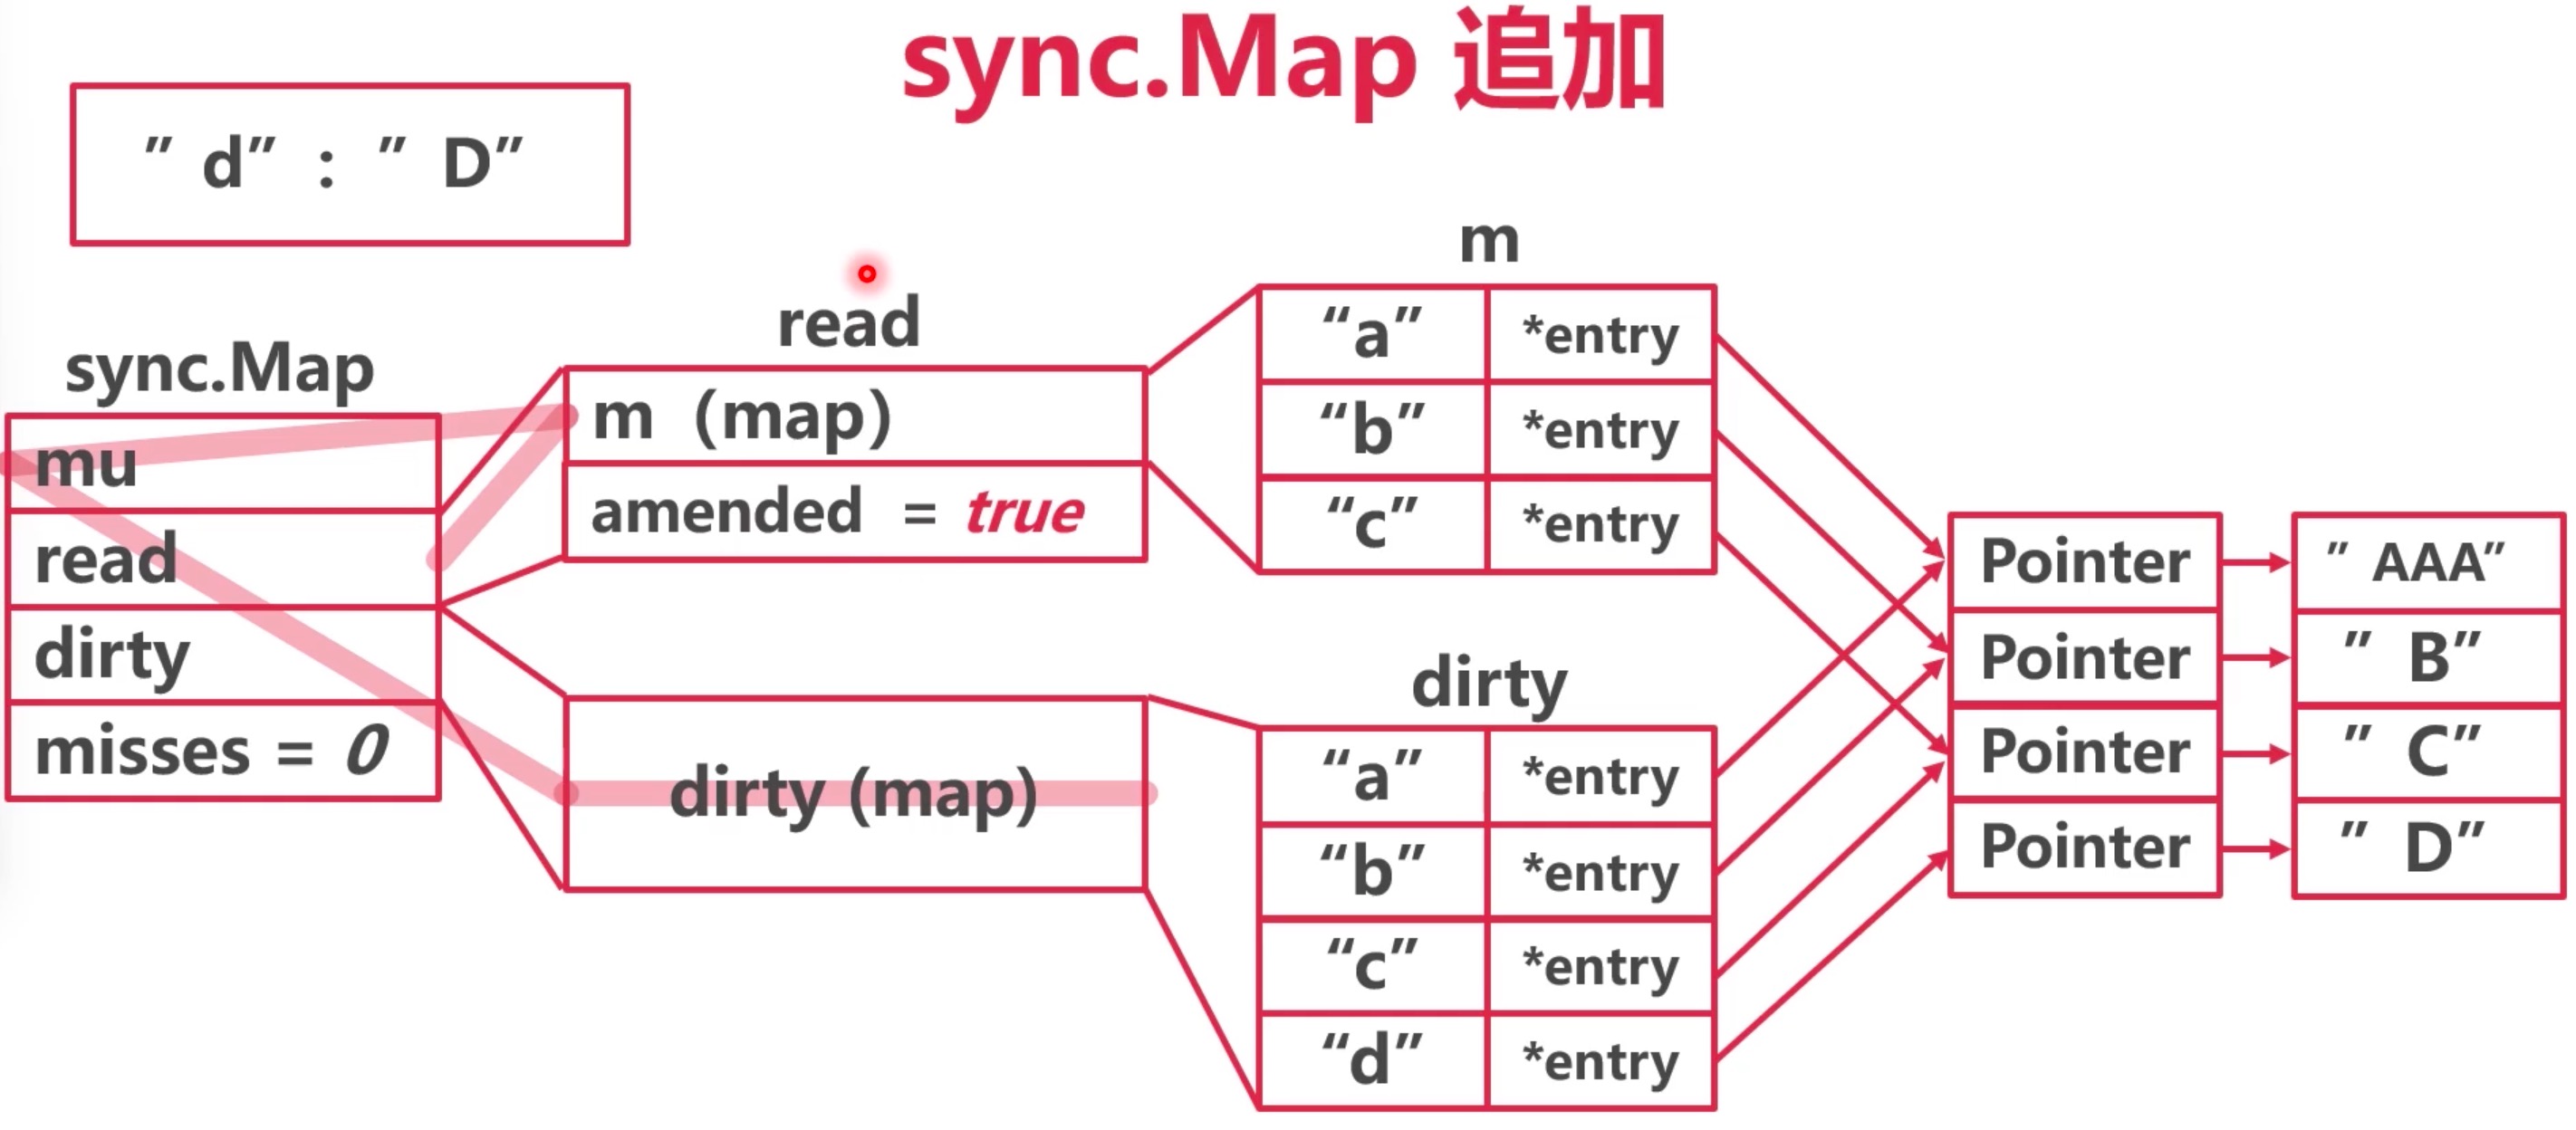 sync.Map 追加
” d” : ” D”
sync.Map
mu
read
dirty
misses = 0
read
m (map)
amended = true
dirty (map)
m
“a” *entry
“b” *entry
“c” *entry
dirty
“a” *entry
“b” *entry
“c” *entry
“d” *entry
Pointer ” AAA”
Pointer ” B”
Pointer ” C”
Pointer ” D”